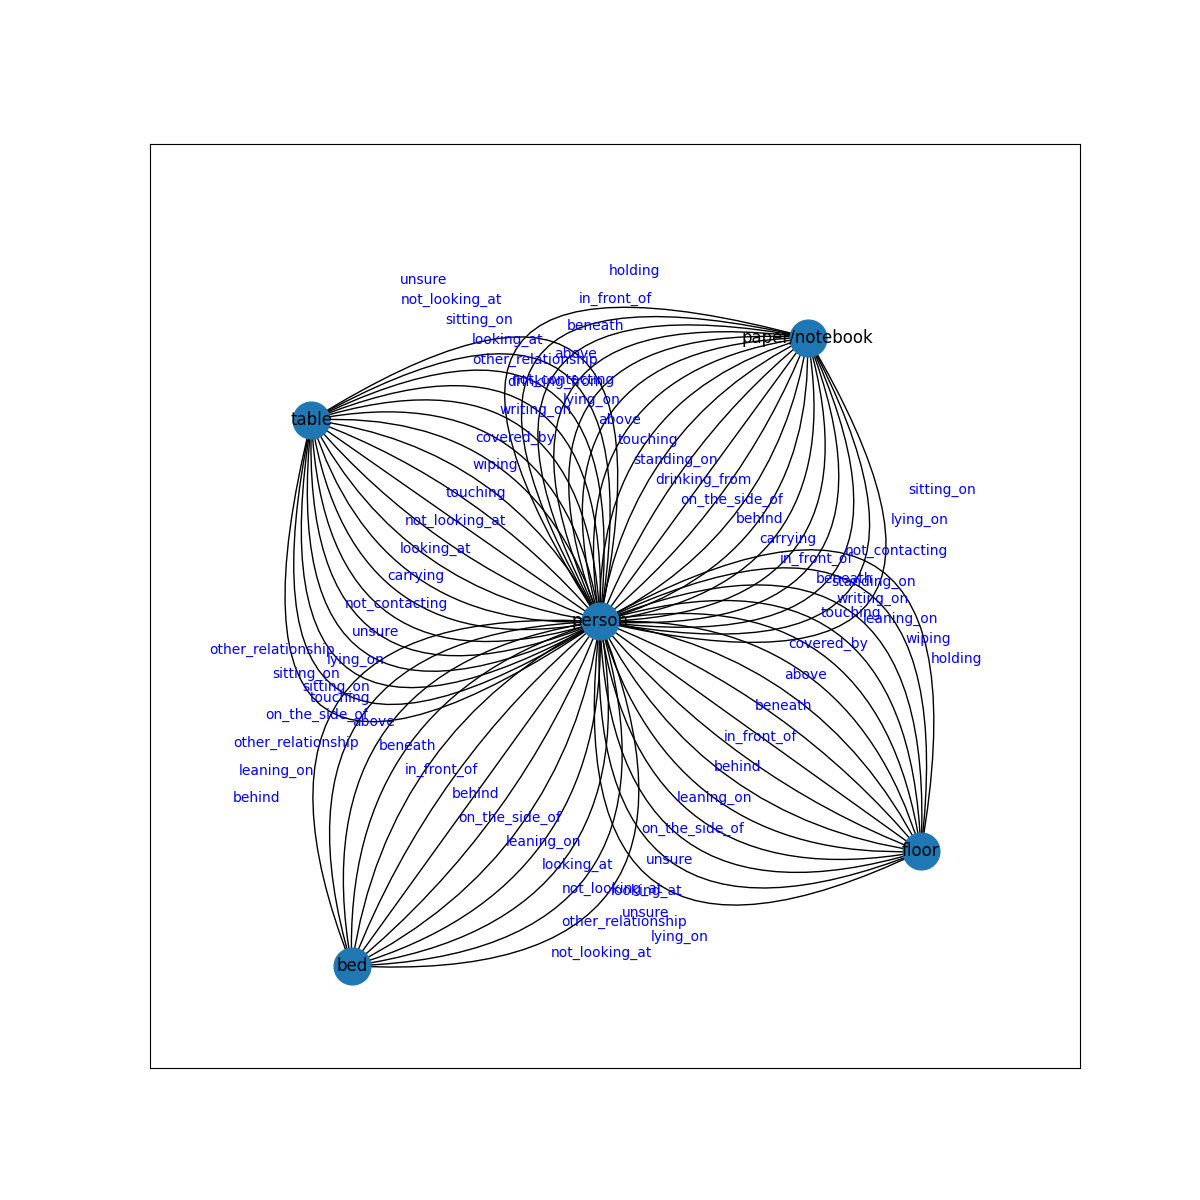 holding
unsure
in_front_of
not_looking_at
sitting_on
beneath
paper/notebook
looking_at
above
other_relationship
not_contacting
drinking_from
lying_on
writing_on
table
above
covered_by
touching
standing_on
wiping
drinking_from
sitting_on
touching
on_the_side_of
behind
lying_on
not_looking_at
carrying
looking_at
not_contacting
in_front_of
carrying
beneath
standing_on
writing_on
not_contacting
touching
leaning_on
person
unsure
wiping
covered_by
other_relationship
lying_on
holding
sitting_on
above
sitting_on
touching
beneath
on_the_side_of
above
in_front_of
other_relationship
beneath
behind
leaning_on
in_front_of
behind
behind
leaning_on
on_the_side_of
on_the_side_of
leaning_on
floor
looking_at
unsure
not_looking_at
looking_at
unsure
other_relationship
lying_on
not_looking_at
bed